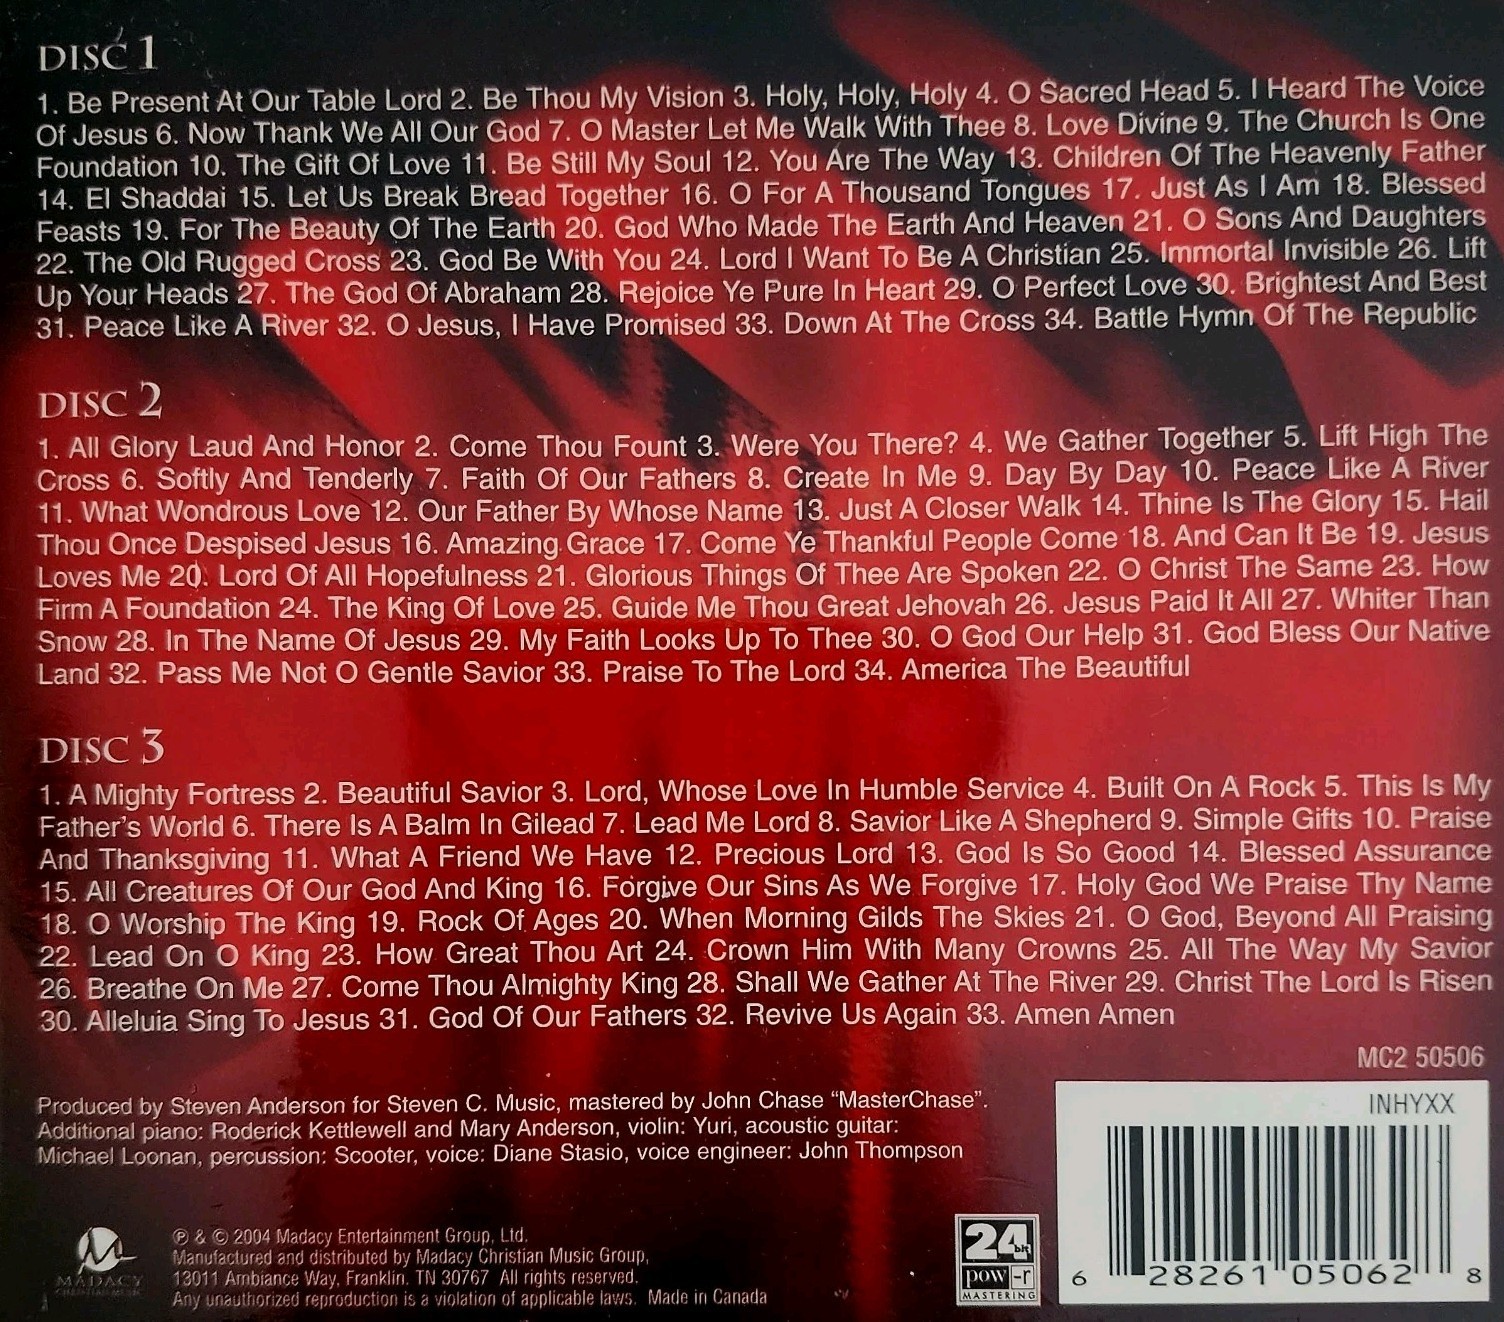 DISC 1
1. Be Present At Our Table Lord 2. Be Thou My Vision 3. Holy, Holy, Holy 4. O Sacred Head 5. I Heard The Voice
Of Jesus 6. Now Thank We All Our God 7. O Master Let Me Walk With Thee 8. Love Divine 9. The Church Is One
Foundation 10. The Gift Of Love 11. Be Still My Soul 12. You Are The Way 13. Children Of The Heavenly Father
14. El Shaddai 15. Let Us Break Bread Together 16. O For A Thousand Tongues 17. Just As I Am 18. Blessed
Feasts 19. For The Beauty Of The Earth 20. God Who Made The Earth And Heaven 21. O Sons And Daughters
22. The Old Rugged Cross 23. God Be With You 24. Lord I Want To Be A Christian 25. Immortal Invisible 26. Lift
Up Your Heads 27. The God Of Abraham 28. Rejoice Ye Pure In Heart 29. O Perfect Love 30. Brightest And Best
31. Peace Like A River 32. O Jesus, I Have Promised 33. Down At The Cross 34. Battle Hymn Of The Republic
DISC 2
1. All Glory Laud And Honor 2. Come Thou Fount 3. Were You There? 4. We Gather Together 5. Lift High The
Cross 6. Softly And Tenderly 7. Faith Of Our Fathers 8. Create In Me 9. Day By Day 10. Peace Like A River
11. What Wondrous Love 12. Our Father By Whose Name 13. Just A Closer Walk 14. Thine Is The Glory 15. Hail
Thou Once Despised Jesus 16. Amazing Grace 17. Come Ye Thankful People Come 18. And Can It Be 19. Jesus
Loves Me 20. Lord Of All Hopefulness 21. Glorious Things Of Thee Are Spoken 22. O Christ The Same 23. How
Firm A Foundation 24. The King Of Love 25. Guide Me Thou Great Jehovah 26. Jesus Paid It All 27. Whiter Than
Snow 28. In The Name Of Jesus 29. My Faith Looks Up To Thee 30. O God Our Help 31. God Bless Our Native
Land 32. Pass Me Not O Gentle Savior 33. Praise To The Lord 34. America The Beautiful
DISC 3
1. A Mighty Fortress 2. Beautiful Savior 3. Lord, Whose Love In Humble Service 4. Built On A Rock 5. This Is My
Father's World 6. There Is A Balm In Gilead 7. Lead Me Lord 8. Savior Like A Shepherd 9. Simple Gifts 10. Praise
And Thanksgiving 11. What A Friend We Have 12. Precious Lord 13. God Is So Good 14. Blessed Assurance
15. All Creatures Of Our God And King 16. Forgive Our Sins As We Forgive 17. Holy God We Praise Thy Name
18. O Worship The King 19. Rock Of Ages 20. When Morning Gilds The Skies 21. O God, Beyond All Praising
22. Lead On O King 23. How Great Thou Art 24. Crown Him With Many Crowns 25. All The Way My Savior
26. Breathe On Me 27. Come Thou Almighty King 28. Shall We Gather At The River 29. Christ The Lord Is Risen
30. Alleluia Sing To Jesus 31. God Of Our Fathers 32. Revive Us Again 33. Amen Amen
MC2 50506
INHYXX
Produced by Steven Anderson for Steven C. Music, mastered by John Chase “MasterChase”.
Additional piano: Roderick Kettlewell and Mary Anderson, violin: Yuri, acoustic guitar:
Michael Loonan, percussion: Scooter, voice: Diane Stasio, voice engineer: John Thompson
MADACY
CHRISTIAN MUSIC
℗ & © 2004 Madacy Entertainment Group, Ltd.
Manufactured and distributed by Madacy Christian Music Group,
13011 Ambiance Way, Franklin, TN 30767 All rights reserved.
Any unauthorized reproduction is a violation of applicable laws. Made in Canada
24 bit
pow-r
MASTERING
6 28261 05062 8